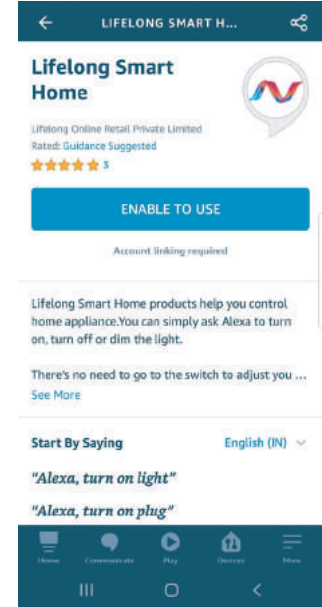 LIFELONG SMART H...
Lifelong Smart
Home
Lifelong Online Retail Private Limited
Rated: Guidance Suggested
3
ENABLE TO USE
Account linking required
Lifelong Smart Home products help you control
home appliance.You can simply ask Alexa to turn
on, turn off or dim the light.
There's no need to go to the switch to adjust you ...
See More
Start By Saying English (IN)
"Alexa, turn on light"
"Alexa, turn on plug"
Home Communicate Play Devices More